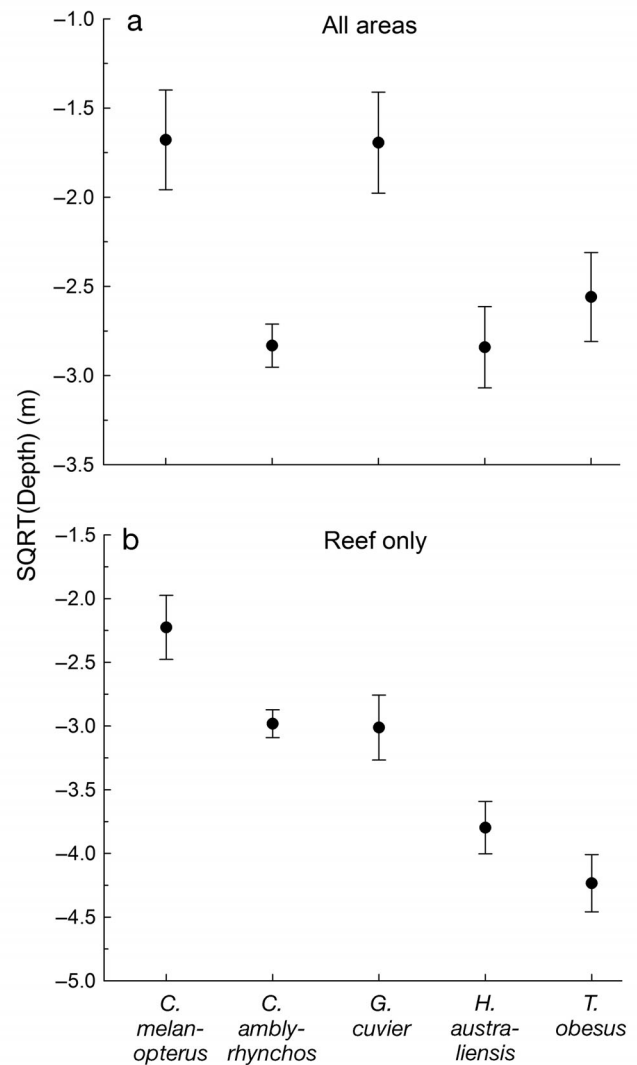 a
All areas
–1.0
–1.5
–2.0
–2.5
–3.0
–3.5
SQRT(Depth) (m)
b
Reef only
–1.5
–2.0
–2.5
–3.0
–3.5
–4.0
–4.5
–5.0
C.
melan-
opterus
C.
ambly-
rhynchos
G.
cuvier
H.
austra-
liensis
T.
obesus